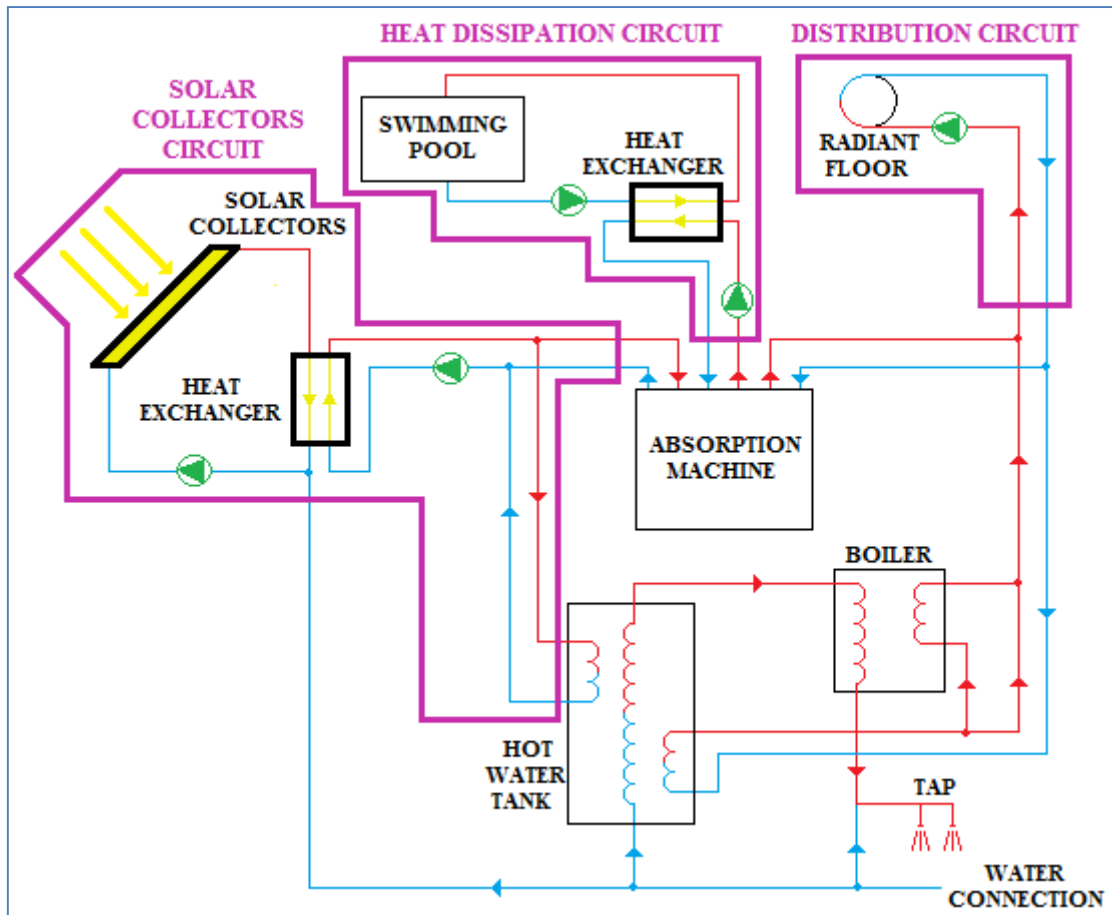 HEAT DISSIPATION CIRCUIT
DISTRIBUTION CIRCUIT
SOLAR
COLLECTORS
CIRCUIT
SWIMMING
POOL
HEAT
EXCHANGER
RADIANT
FLOOR
SOLAR
COLLECTORS
HEAT
EXCHANGER
ABSORPTION
MACHINE
BOILER
HOT
WATER
TANK
TAP
WATER
CONNECTION